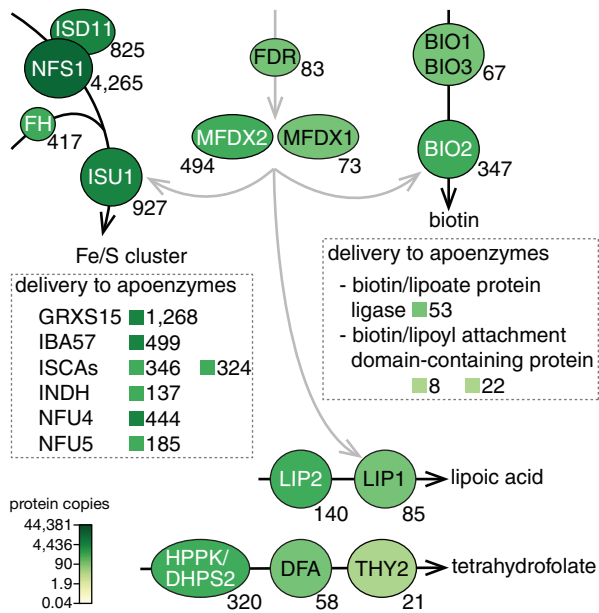 ISD11
825
NFS1
4,265
FH
417
ISU1
927
Fe/S cluster
delivery to apoenzymes
GRXS15 1,268
IBA57 499
ISCAs 346 324
INDH 137
NFU4 444
NFU5 185
FDR
83
MFDX2 MFDX1
494 73
BIO1
BIO3
67
BIO2
347
biotin
delivery to apoenzymes
- biotin/lipoate protein
ligase 53
- biotin/lipoyl attachment
domain-containing protein
8 22
LIP2 LIP1 lipoic acid
140 85
HPPK/
DHPS2 DFA THY2 tetrahydrofolate
320 58 21
protein copies
44,381
4,436
90
1.9
0.04